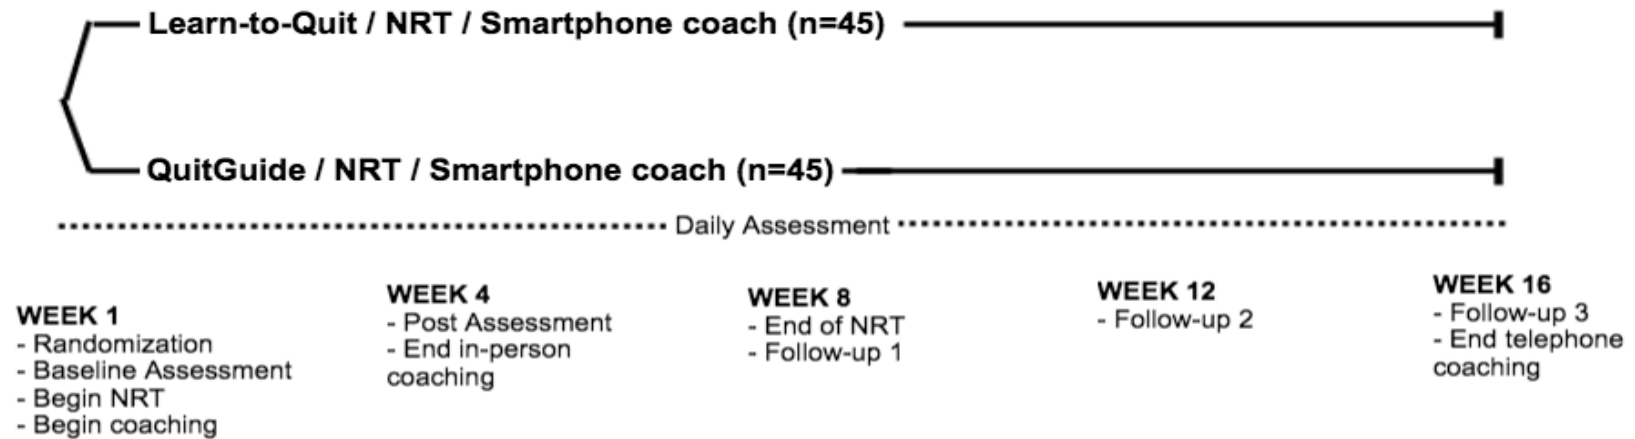 Learn-to-Quit / NRT / Smartphone coach (n=45)
QuitGuide / NRT / Smartphone coach (n=45)
Daily Assessment
WEEK 1
- Randomization
- Baseline Assessment
- Begin NRT
- Begin coaching
WEEK 4
- Post Assessment
- End in-person
coaching
WEEK 8
- End of NRT
- Follow-up 1
WEEK 12
- Follow-up 2
WEEK 16
- Follow-up 3
- End telephone
coaching